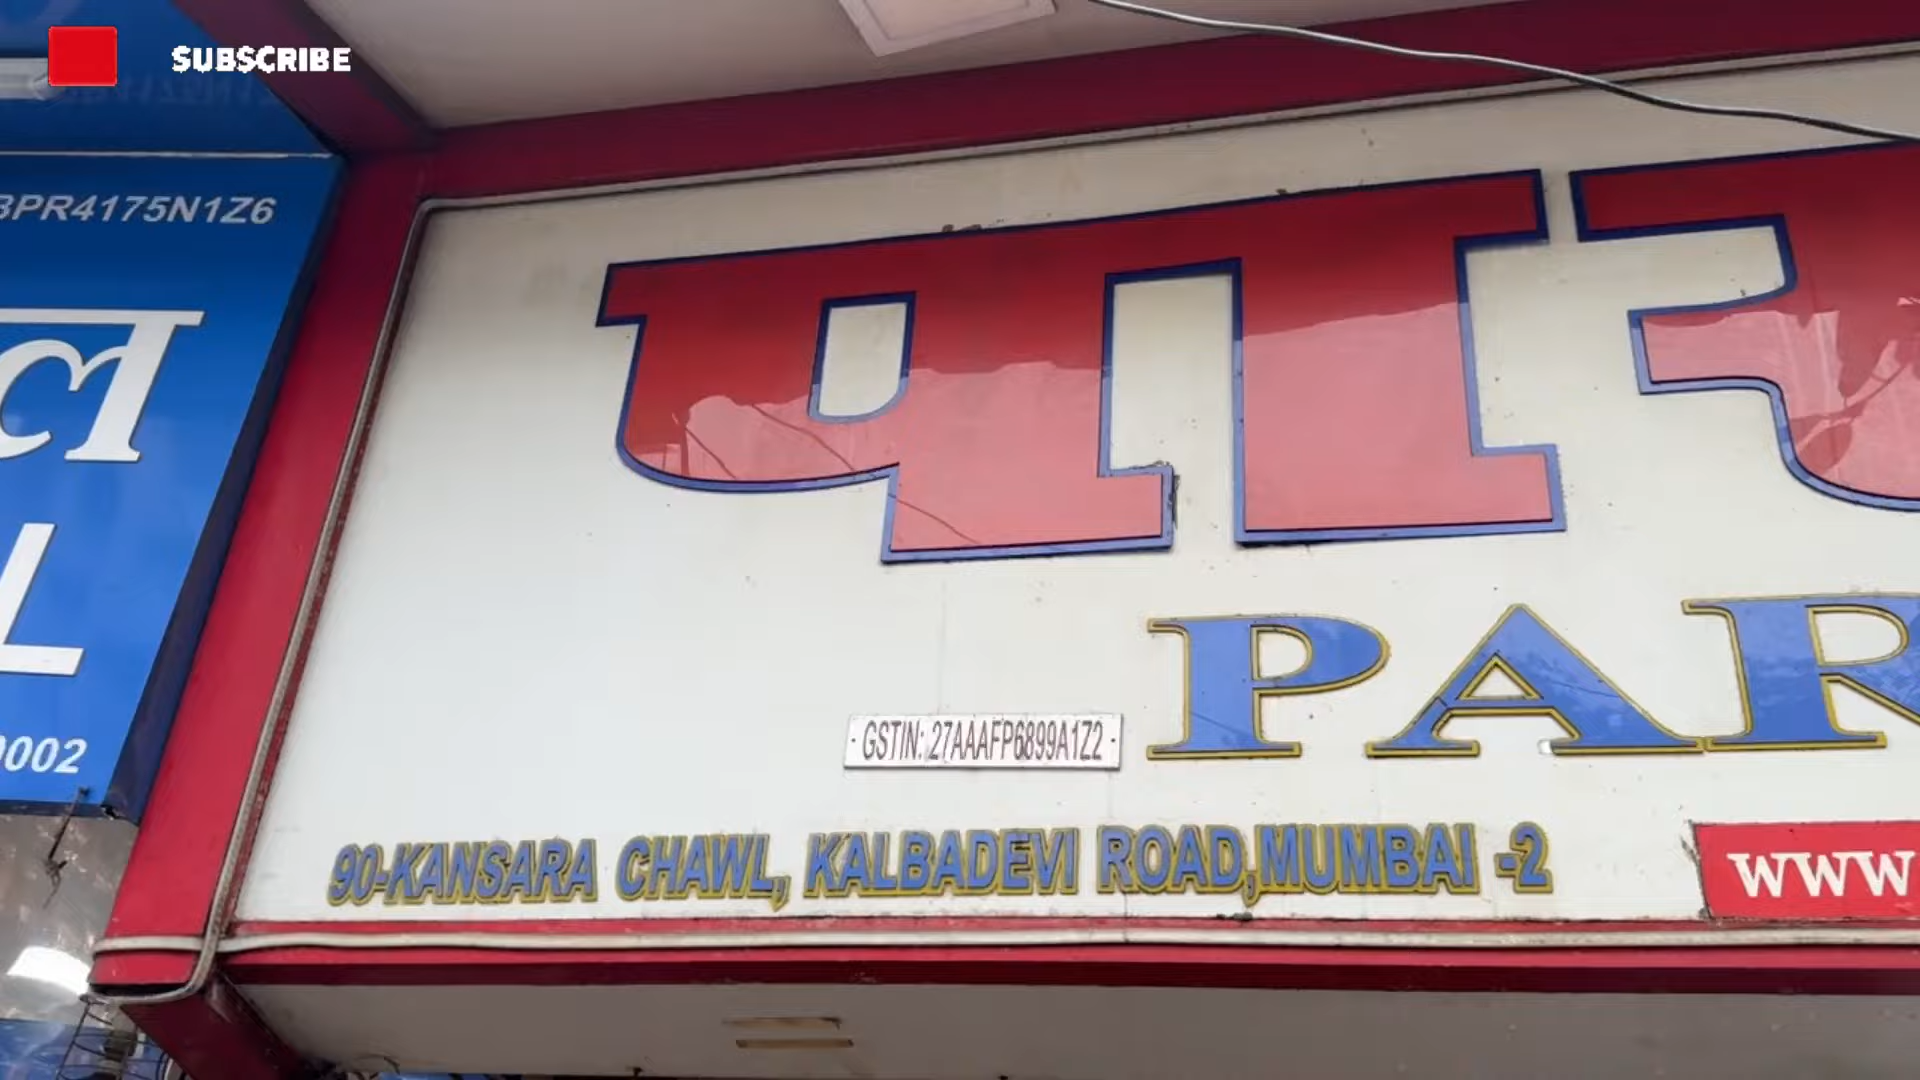 SUBSCRIBE
BPR4175N1Z6
L
0002
पार
PAR
GSTIN: 27AAAFP6899A1Z2
90-KANSARA CHAWL, KALBADEVI ROAD,MUMBAI -2
WWW